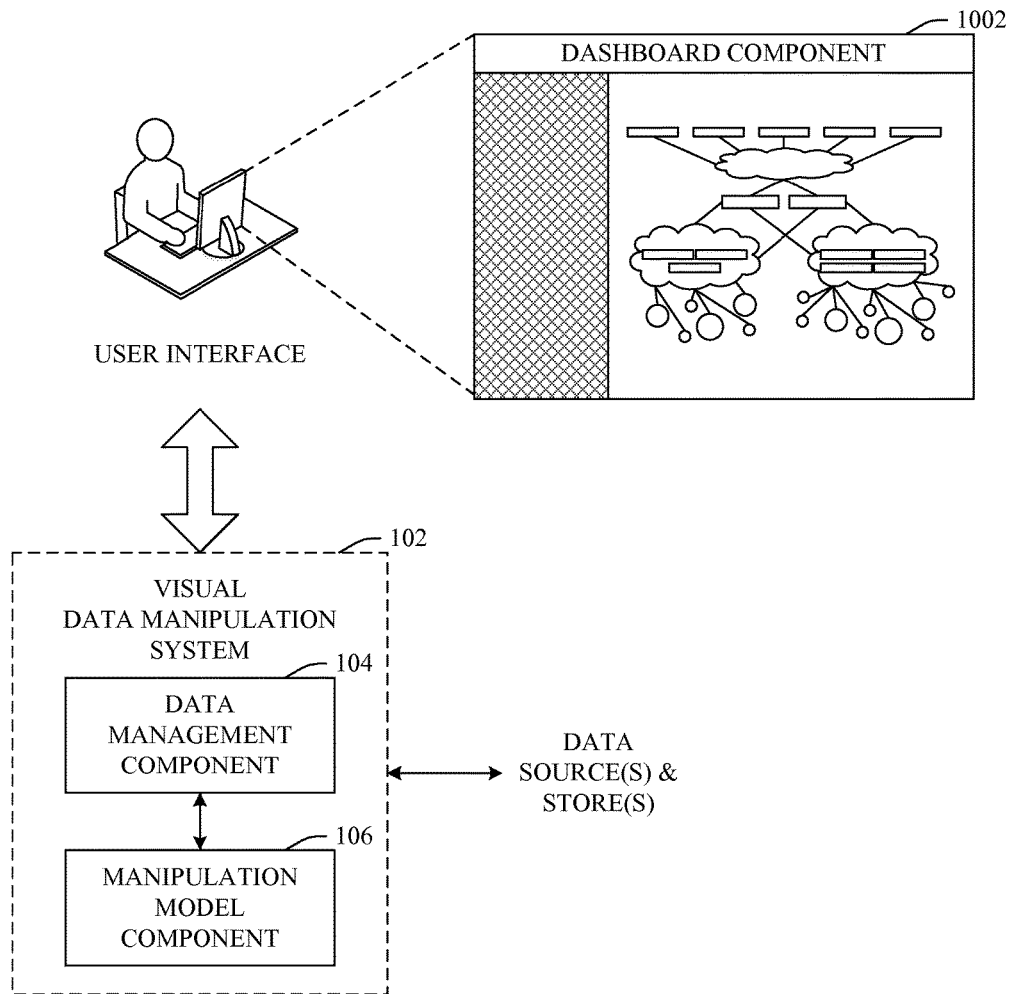 1002
DASHBOARD COMPONENT
USER INTERFACE
102
VISUAL
DATA MANIPULATION
SYSTEM
104
DATA
MANAGEMENT
COMPONENT
DATA
SOURCE(S) &
STORE(S)
106
MANIPULATION
MODEL
COMPONENT